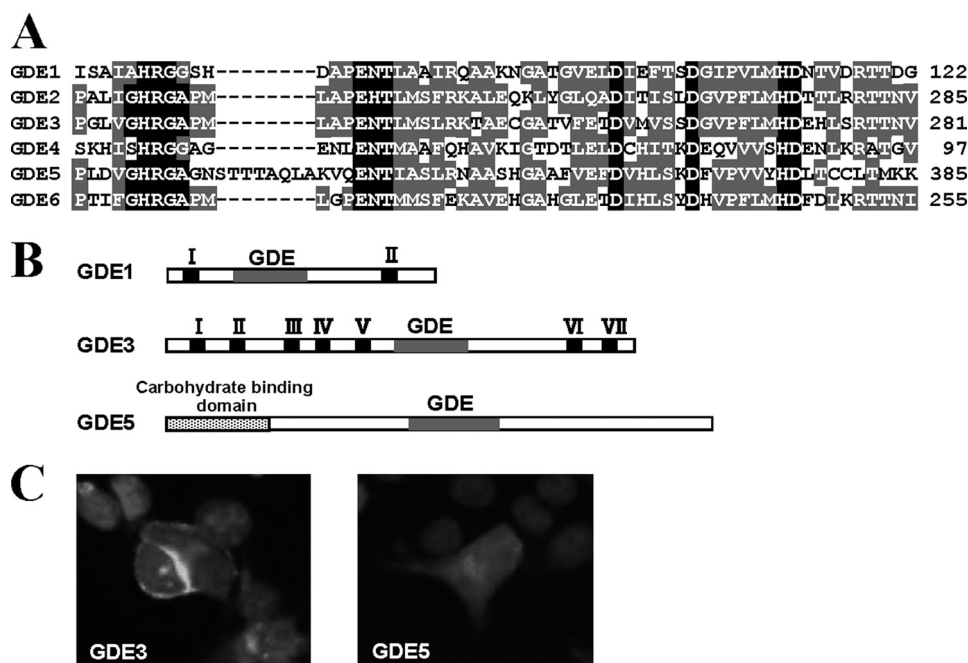 A
GDE1 ISAIAHRGGSH---------DAPENTLAAIRQAAKNGATGVELDIEFTSDGIPVLMHDNTVDRTTDG 122
GDE2 PALIGHRGAPM---------LAPEHTLMSFRKALEQKLYGLQADITISLDGVPFLMHDTTLRRTTNV 285
GDE3 PGLVGHRGAPM---------LAPENTLMSLRKTAECGATVFETDVMVSSDGVPFLMHDEHLSRTTNV 281
GDE4 SKHISHRGGAG---------ENLENTMAAFQHAVKIGTDTLELDCHITKDEQVVVSHDENLKRATGV 97
GDE5 PLDVGHRGAGNSTTTAQLAKVQENTIASLRNAASHGAAFVEFDVHLSKDFVPVVYHDLTCCLTMKK 385
GDE6 PTIFGHRGAPM---------LGPENTMMSFEKAVEHGAHGLETDIHLSYDHVPFLMHDFDLKRTTNI 255
B
I GDE II
GDE1
I II III IV V GDE VI VII
GDE3
Carbohydrate binding
domain
GDE
GDE5
C
GDE3 GDE5